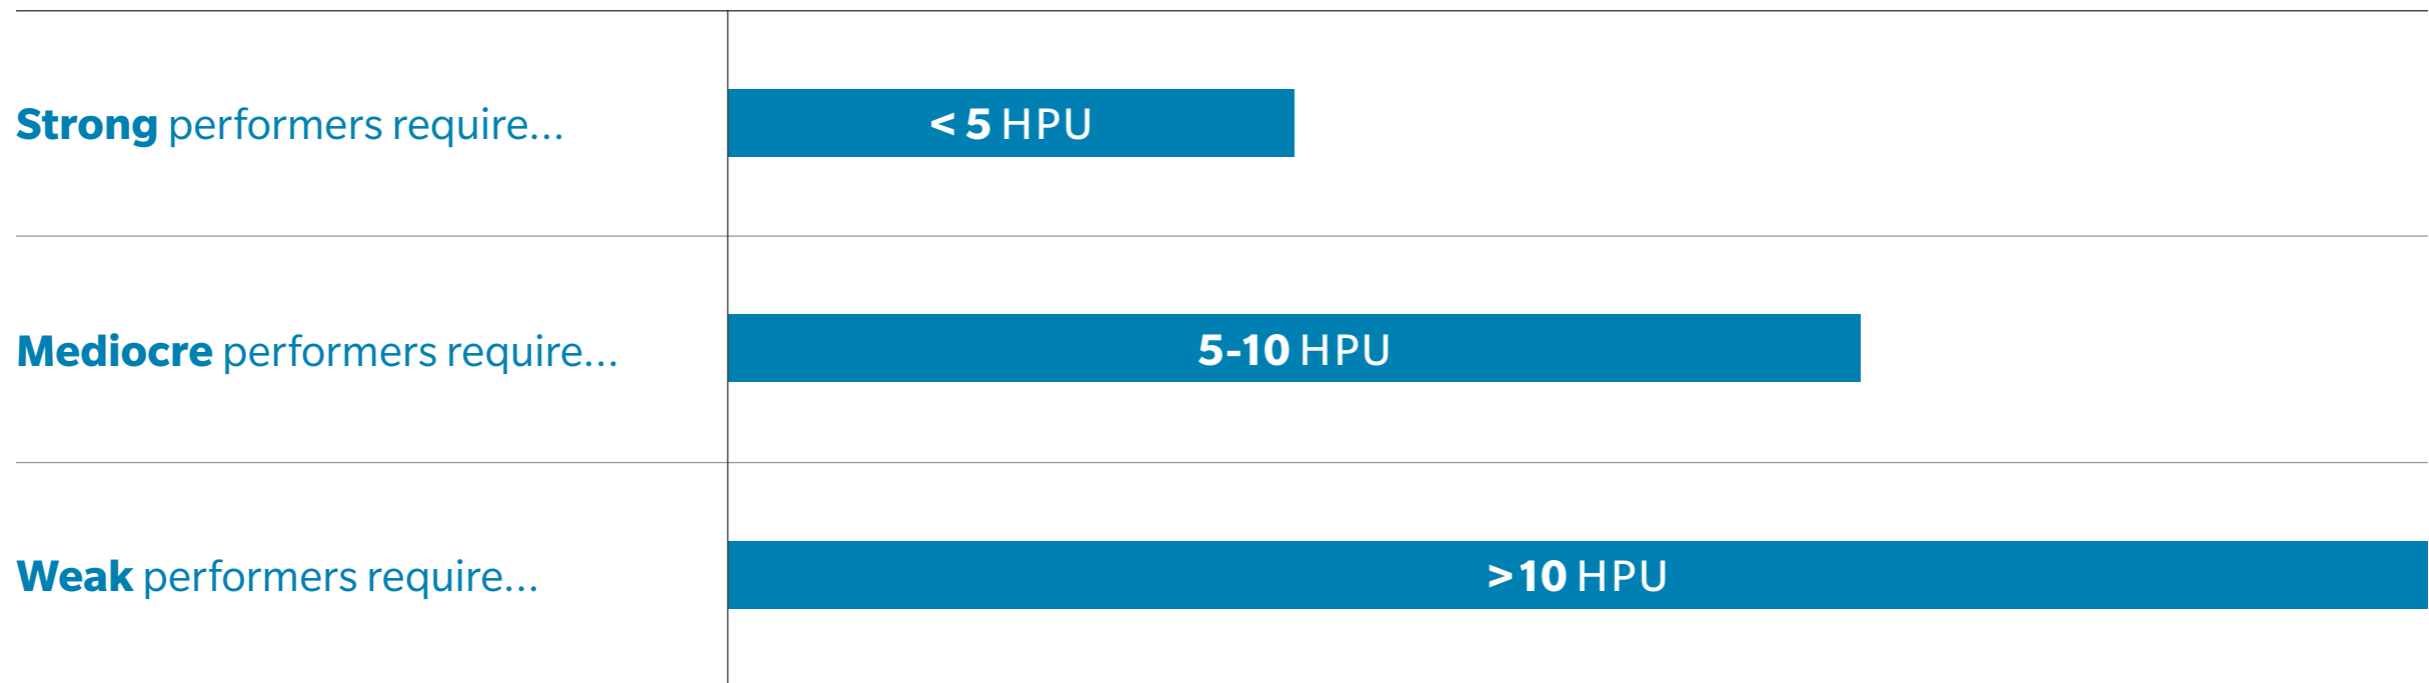 Strong performers require...
< 5 HPU
Mediocre performers require...
5-10 HPU
Weak performers require...
>10 HPU